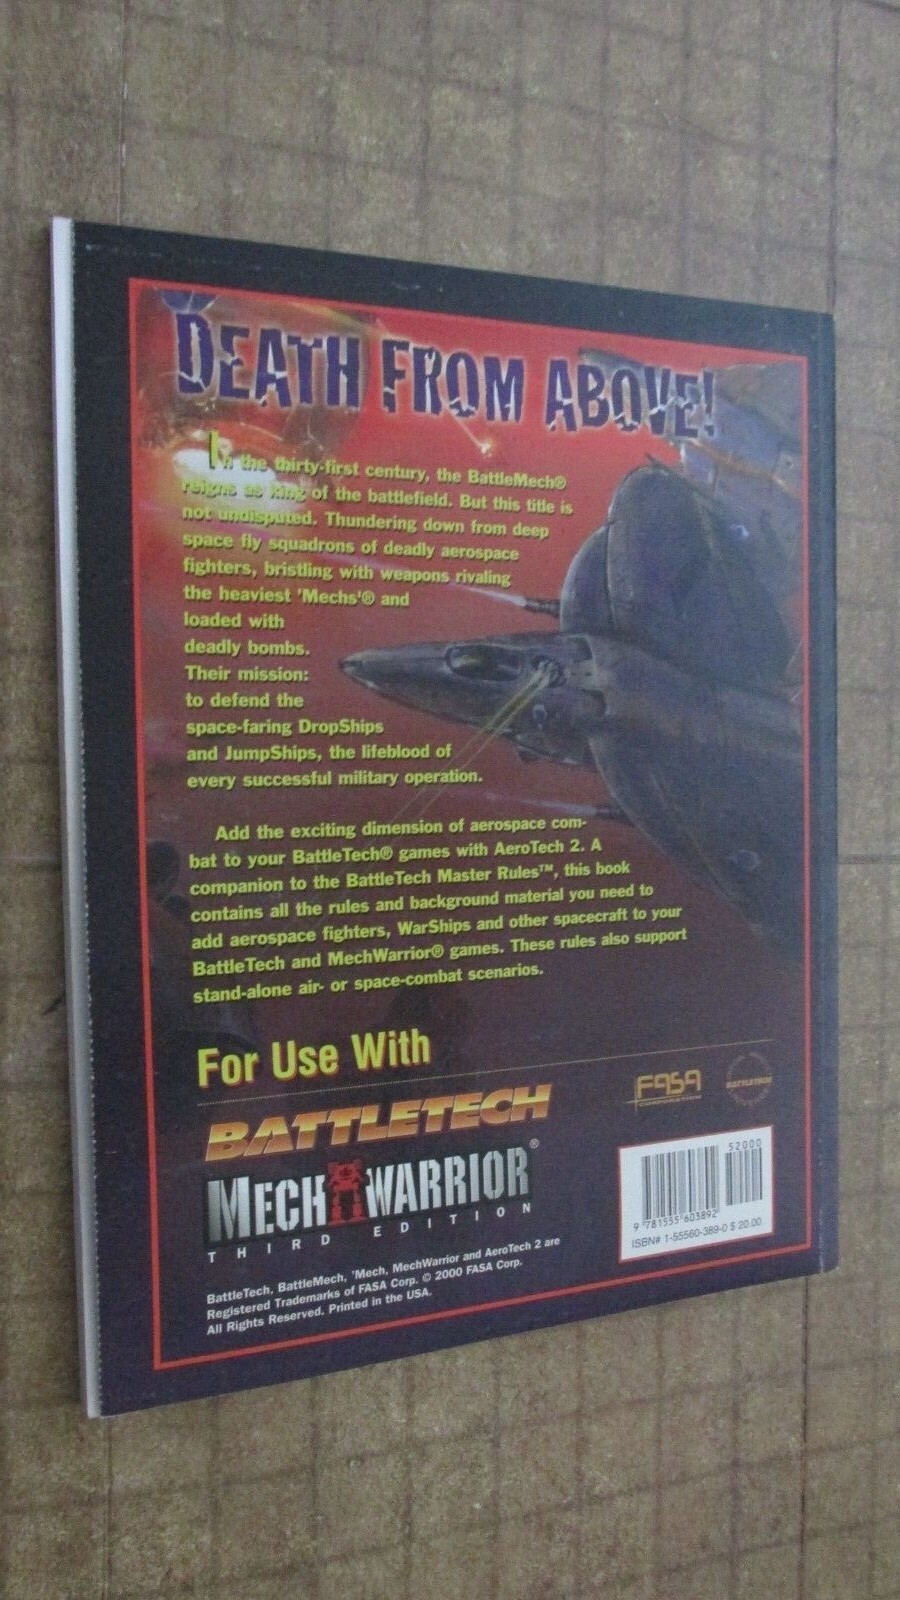 DEATH FROM ABOVE!
In the thirty-first century, the BattleMech®
reigns as king of the battlefield. But this title is
not undisputed. Thundering down from deep
space fly squadrons of deadly aerospace
fighters, bristling with weapons rivaling
the heaviest 'Mechs'® and
loaded with
deadly bombs.
Their mission:
to defend the
space-faring DropShips
and JumpShips, the lifeblood of
every successful military operation.
Add the exciting dimension of aerospace com-
bat to your BattleTech® games with AeroTech 2. A
companion to the BattleTech Master Rules™, this book
contains all the rules and background material you need to
add aerospace fighters, WarShips and other spacecraft to your
BattleTech and MechWarrior® games. These rules also support
stand-alone air- or space-combat scenarios.
For Use With
BATTLETECH
MECHWARRIOR®
THIRD EDITION
BattleTech, BattleMech, 'Mech, MechWarrior and AeroTech 2 are
Registered Trademarks of FASA Corp. © 2000 FASA Corp.
All Rights Reserved. Printed in the USA.
FASA
CORPORATION
BATTLETECH
52000
9 781555 603892
ISBN# 1-55560-389-0 $ 20.00